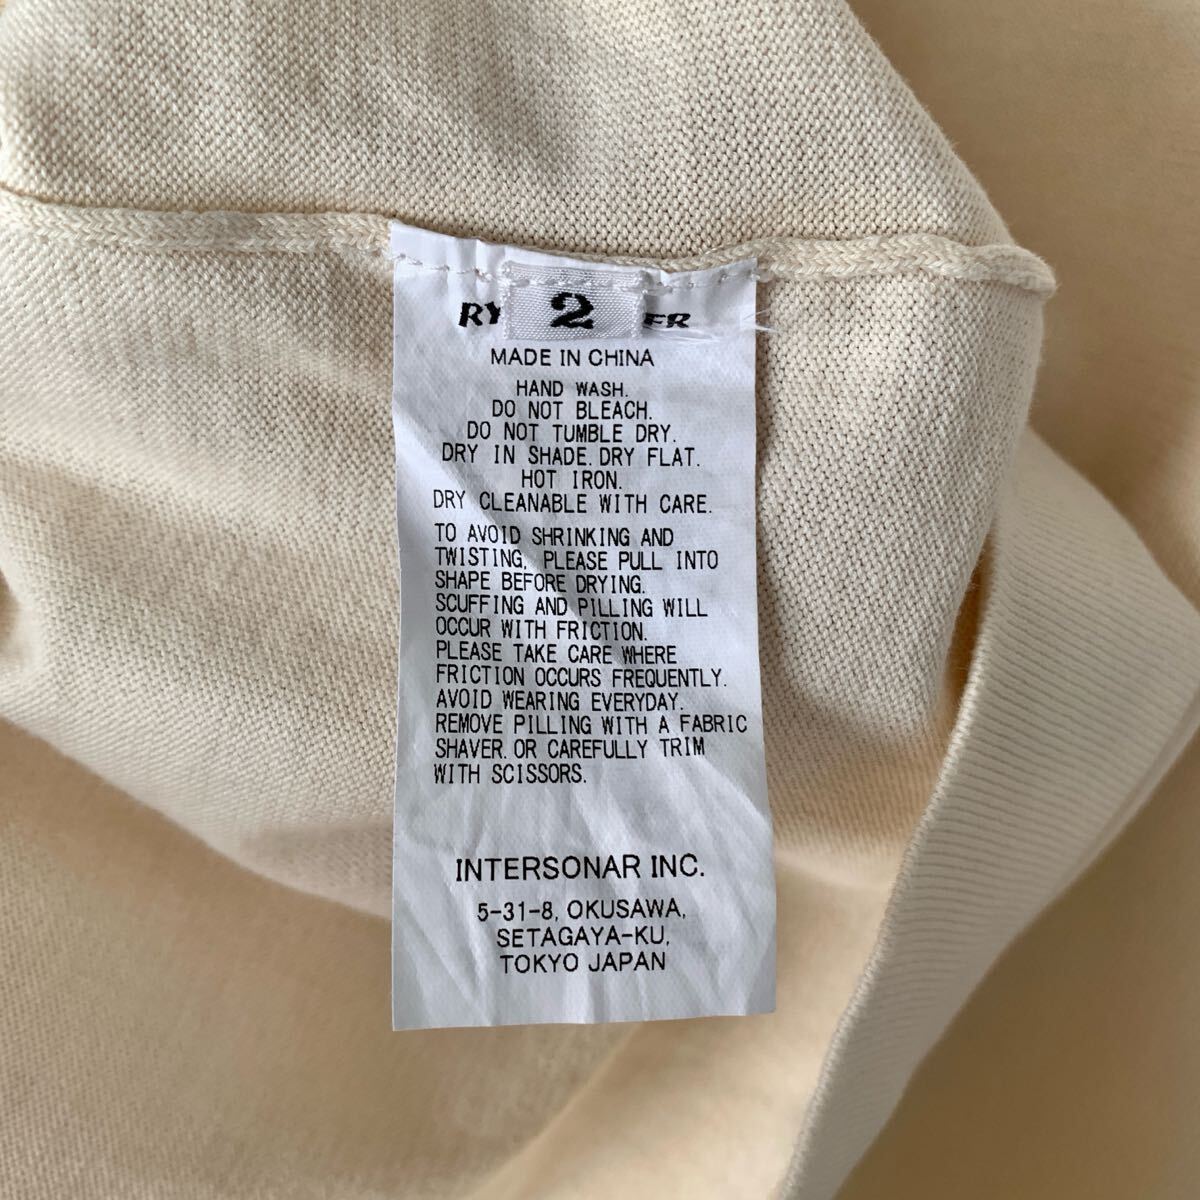 2
MADE IN CHINA
HAND WASH.
DO NOT BLEACH.
DO NOT TUMBLE DRY.
DRY IN SHADE. DRY FLAT.
HOT IRON.
DRY CLEANABLE WITH CARE.
TO AVOID SHRINKING AND
TWISTING, PLEASE PULL INTO
SHAPE BEFORE DRYING.
SCUFFING AND PILLING WILL
OCCUR WITH FRICTION.
PLEASE TAKE CARE WHERE
FRICTION OCCURS FREQUENTLY.
AVOID WEARING EVERYDAY.
REMOVE PILLING WITH A FABRIC
SHAVER. OR CAREFULLY TRIM
WITH SCISSORS.
INTERSONAR INC.
5-31-8, OKUSAWA,
SETAGAYA-KU,
TOKYO JAPAN